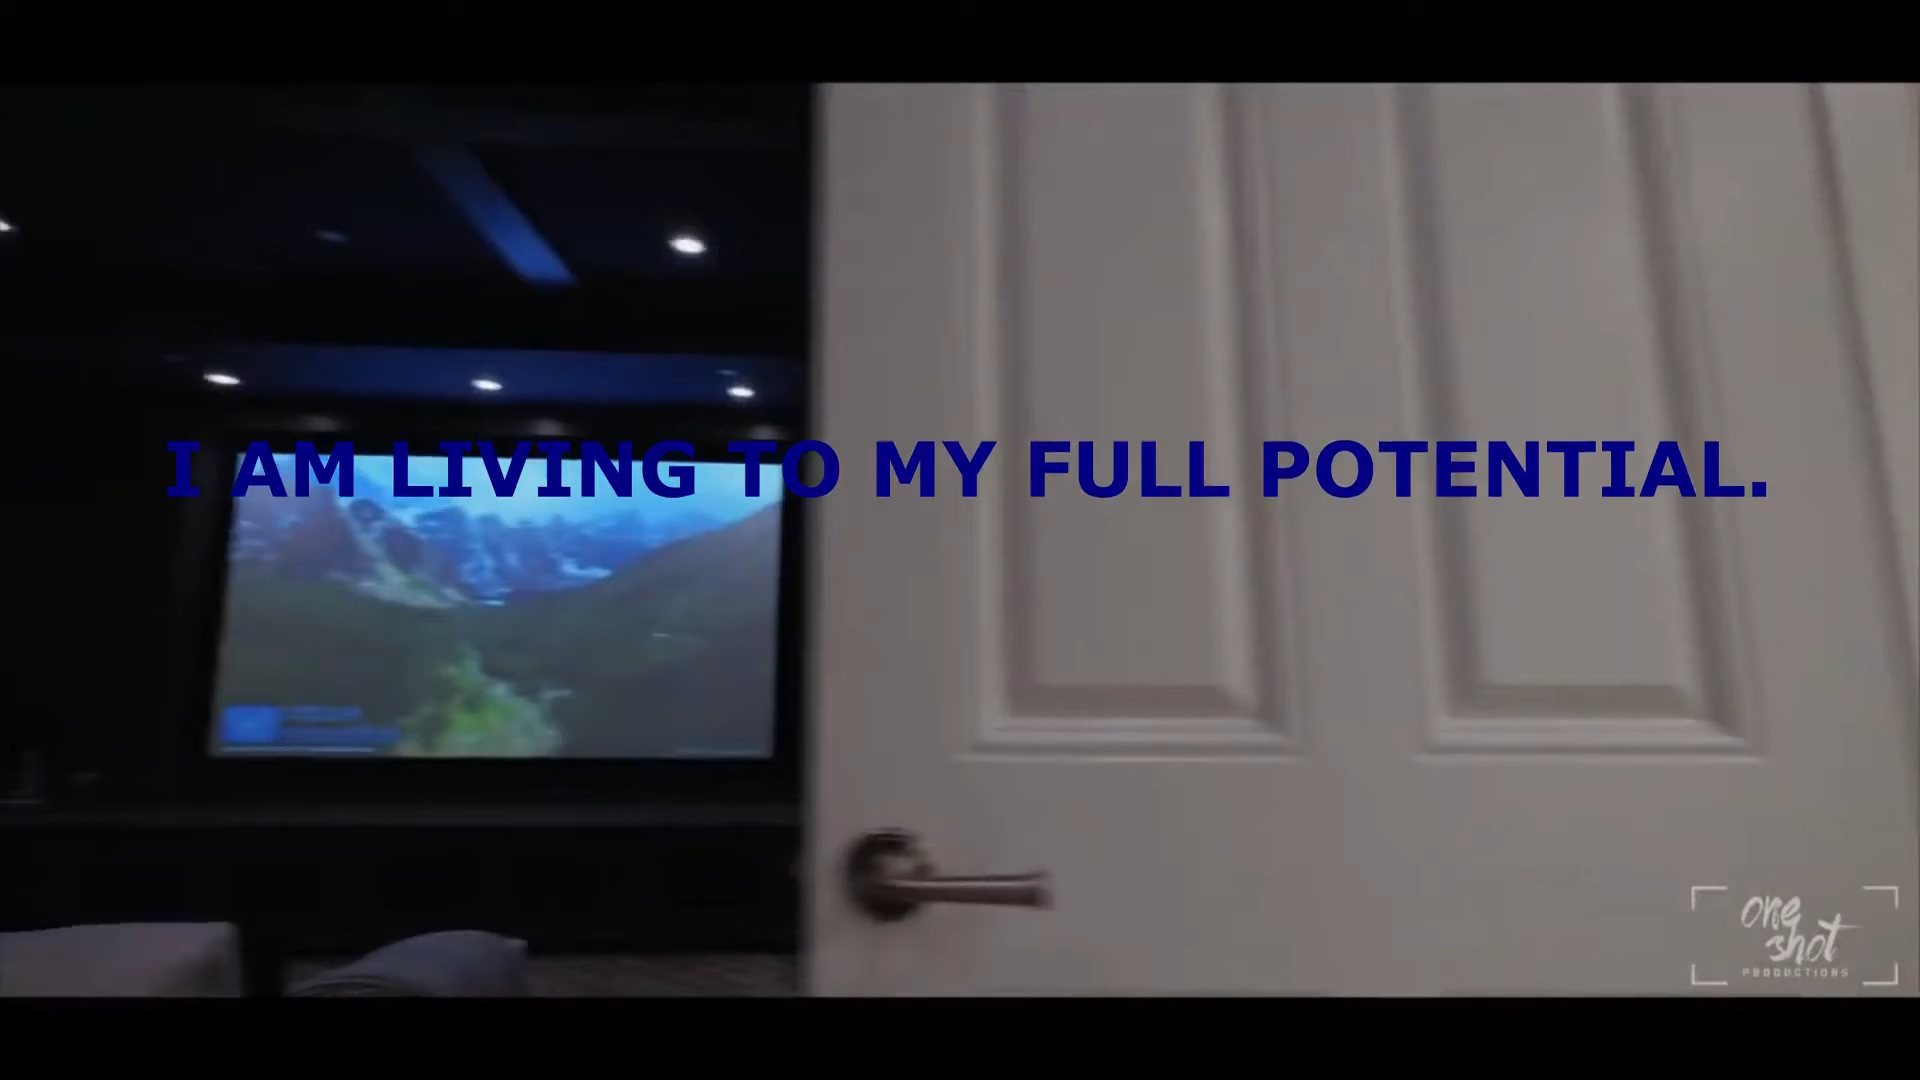 I AM LIVING TO MY FULL POTENTIAL.
one
shot
PRODUCTIONS